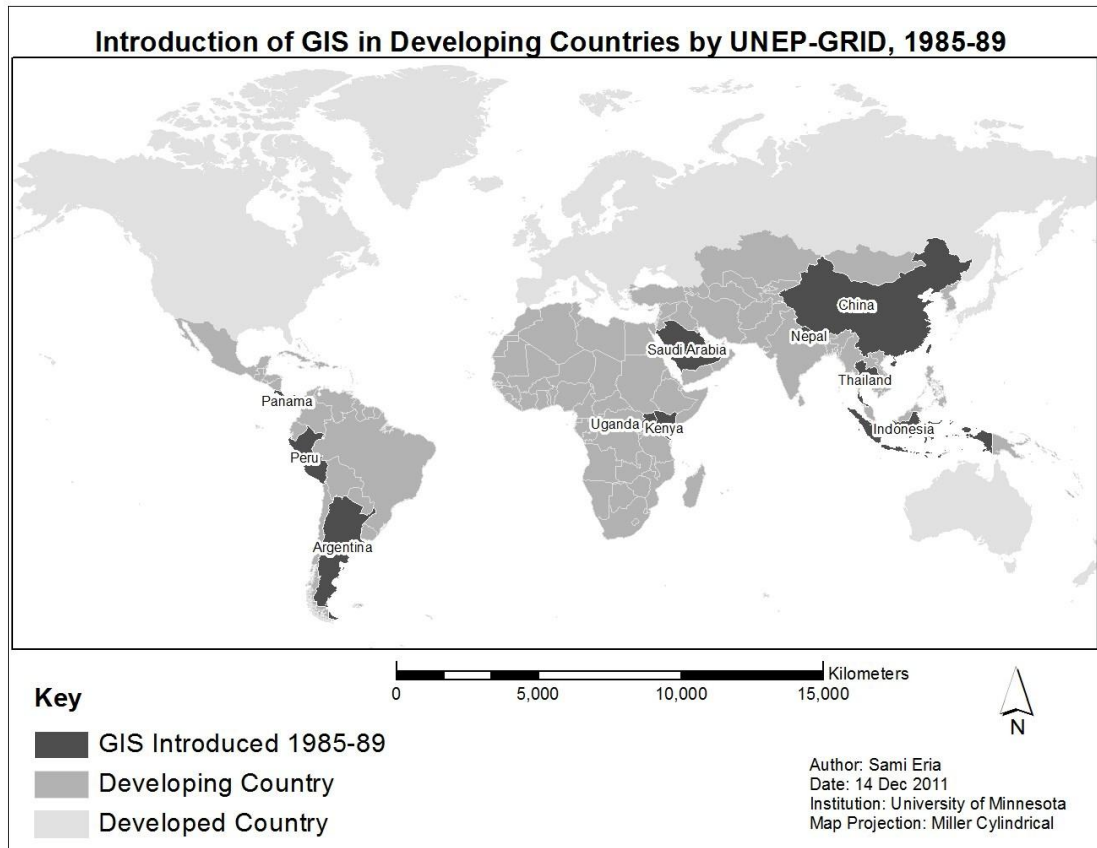 Introduction of GIS in Developing Countries by UNEP-GRID, 1985-89
China
Nepal
Saudi Arabia
Thailand
Panama
Uganda
Kenya
Indonesia
Peru
Argentina
Kilometers
0 5,000 10,000 15,000
Key
GIS Introduced 1985-89
Developing Country
Developed Country
N
Author: Sami Eria
Date: 14 Dec 2011
Institution: University of Minnesota
Map Projection: Miller Cylindrical